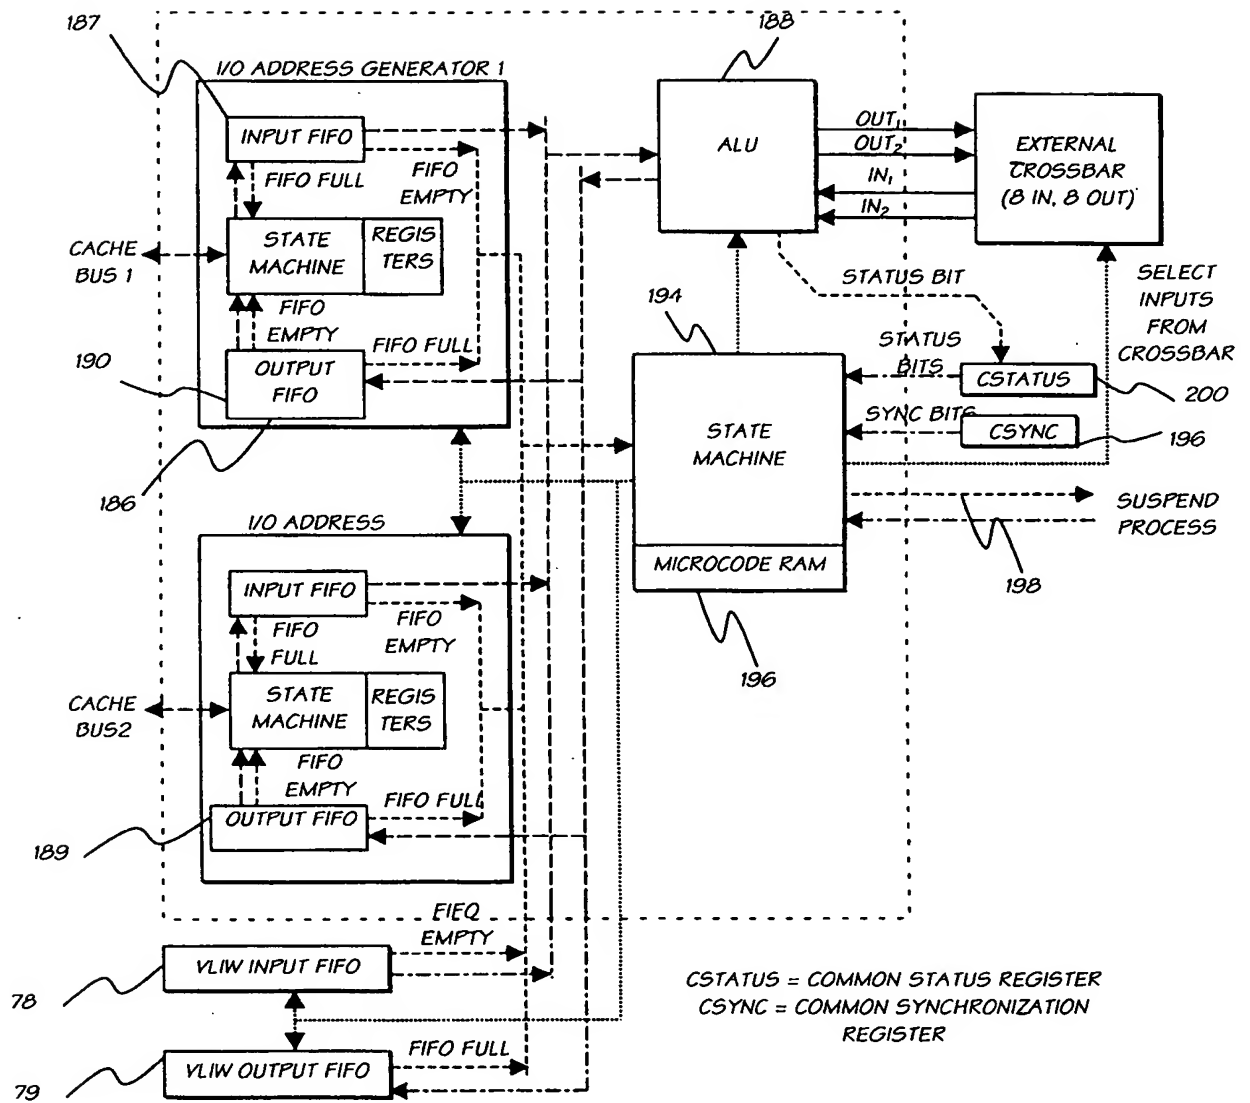 187
188
I/O ADDRESS GENERATOR 1
INPUT FIFO
FIFO FULL
FIFO
EMPTY
STATE
MACHINE
REGIS
TERS
CACHE
BUS 1
FIFO
EMPTY
FIFO FULL
OUTPUT
FIFO
190
186
ALU
OUT1
OUT2
IN1
IN2
EXTERNAL
CROSSBAR
(8 IN, 8 OUT)
STATUS BIT
SELECT
INPUTS
FROM
CROSSBAR
194
STATUS
BITS
CSTATUS
200
SYNC BITS
CSYNC
196
STATE
MACHINE
MICROCODE RAM
196
SUSPEND
PROCESS
198
I/O ADDRESS
INPUT FIFO
FIFO
FULL
FIFO
EMPTY
STATE
MACHINE
REGIS
TERS
CACHE
BUS2
FIFO
EMPTY
FIFO FULL
OUTPUT FIFO
189
FIFO
EMPTY
VLIW INPUT FIFO
78
FIFO FULL
VLIW OUTPUT FIFO
79
CSTATUS = COMMON STATUS REGISTER
CSYNC = COMMON SYNCHRONIZATION
REGISTER